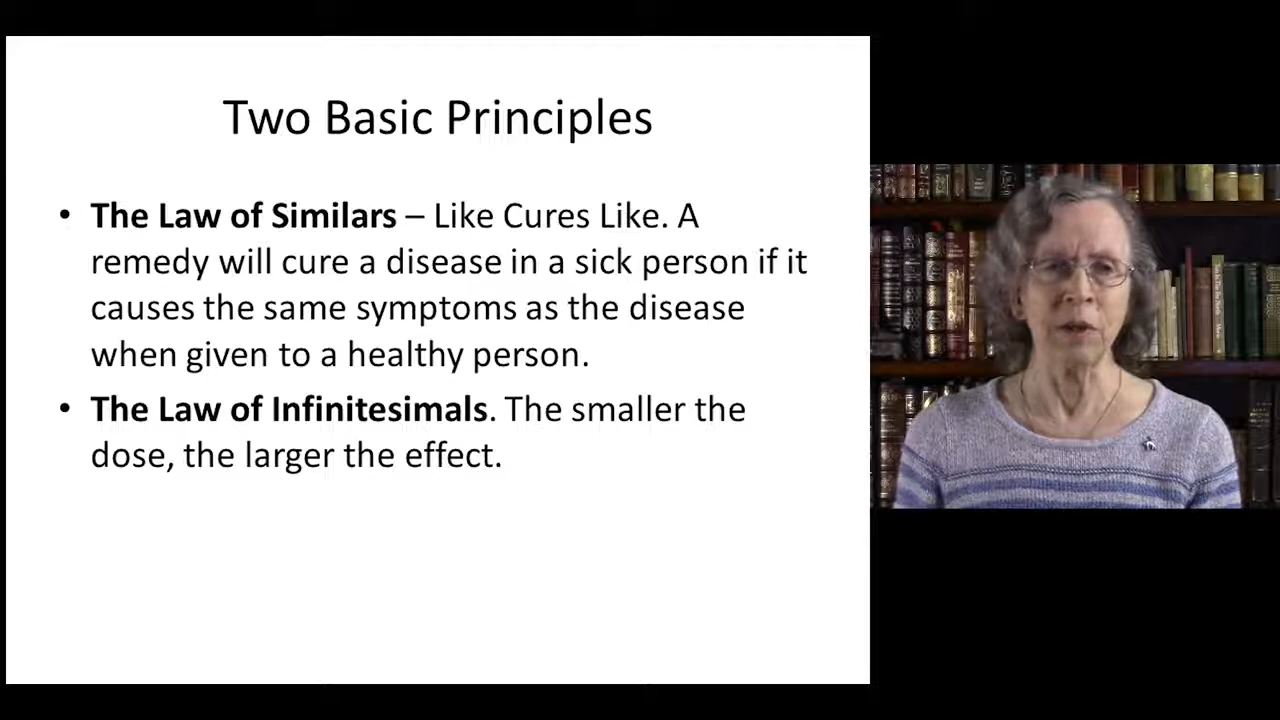 Two Basic Principles
• The Law of Similars – Like Cures Like. A
remedy will cure a disease in a sick person if it
causes the same symptoms as the disease
when given to a healthy person.
• The Law of Infinitesimals. The smaller the
dose, the larger the effect.